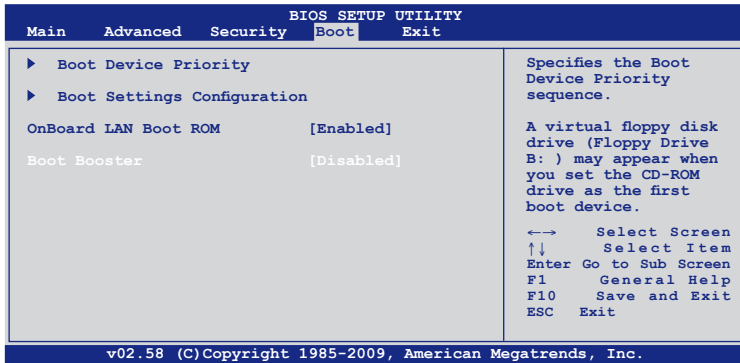 BIOS SETUP UTILITY
Main Advanced Security Boot Exit
Boot Device Priority
Boot Settings Configuration
OnBoard LAN Boot ROM [Enabled]
Boot Booster [Disabled]
Specifies the Boot
Device Priority
sequence.
A virtual floppy disk
drive (Floppy Drive
B: ) may appear when
you set the CD-ROM
drive as the first
boot device.
←→ Select Screen
↑↓ Select Item
Enter Go to Sub Screen
F1 General Help
F10 Save and Exit
ESC Exit
v02.58 (C)Copyright 1985-2009, American Megatrends, Inc.